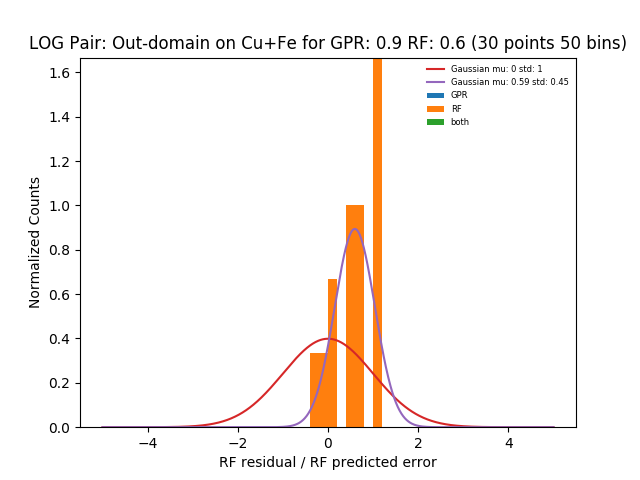 LOG Pair: Out-domain on Cu+Fe for GPR: 0.9 RF: 0.6 (30 points 50 bins)
Gaussian mu: 0 std: 1
Gaussian mu: 0.59 std: 0.45
GPR
RF
both
Normalized Counts
1.6
1.4
1.2
1.0
0.8
0.6
0.4
0.2
0.0
−4
−2
0
2
4
RF residual / RF predicted error